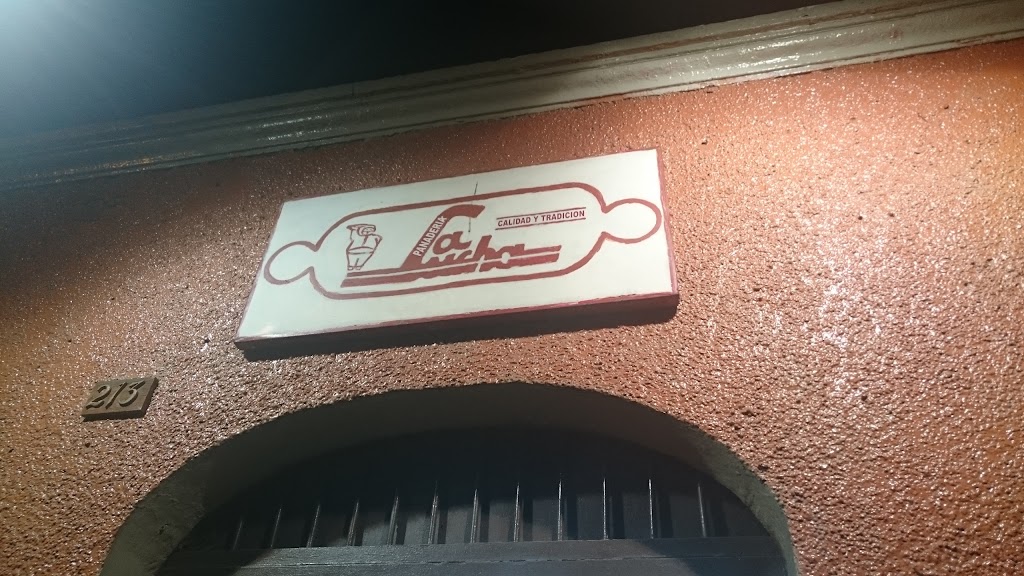 PANADERIA
La
Lucha
CALIDAD Y TRADICION
213